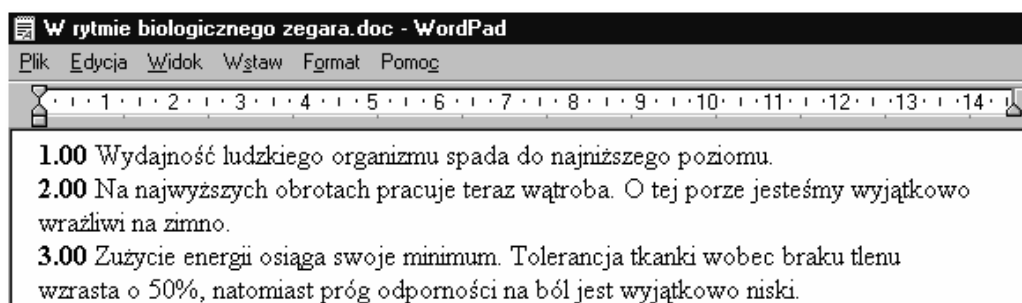 W rytmie biologicznego zegara.doc - WordPad
Plik Edycja Widok Wstaw Format Pomoc
1 2 3 4 5 6 7 8 9 10 11 12 13 14
1.00 Wydajność ludzkiego organizmu spada do najniższego poziomu.
2.00 Na najwyższych obrotach pracuje teraz wątroba. O tej porze jesteśmy wyjątkowo
wrażliwi na zimno.
3.00 Zużycie energii osiąga swoje minimum. Tolerancja tkanki wobec braku tlenu
wzrasta o 50%, natomiast próg odporności na ból jest wyjątkowo niski.